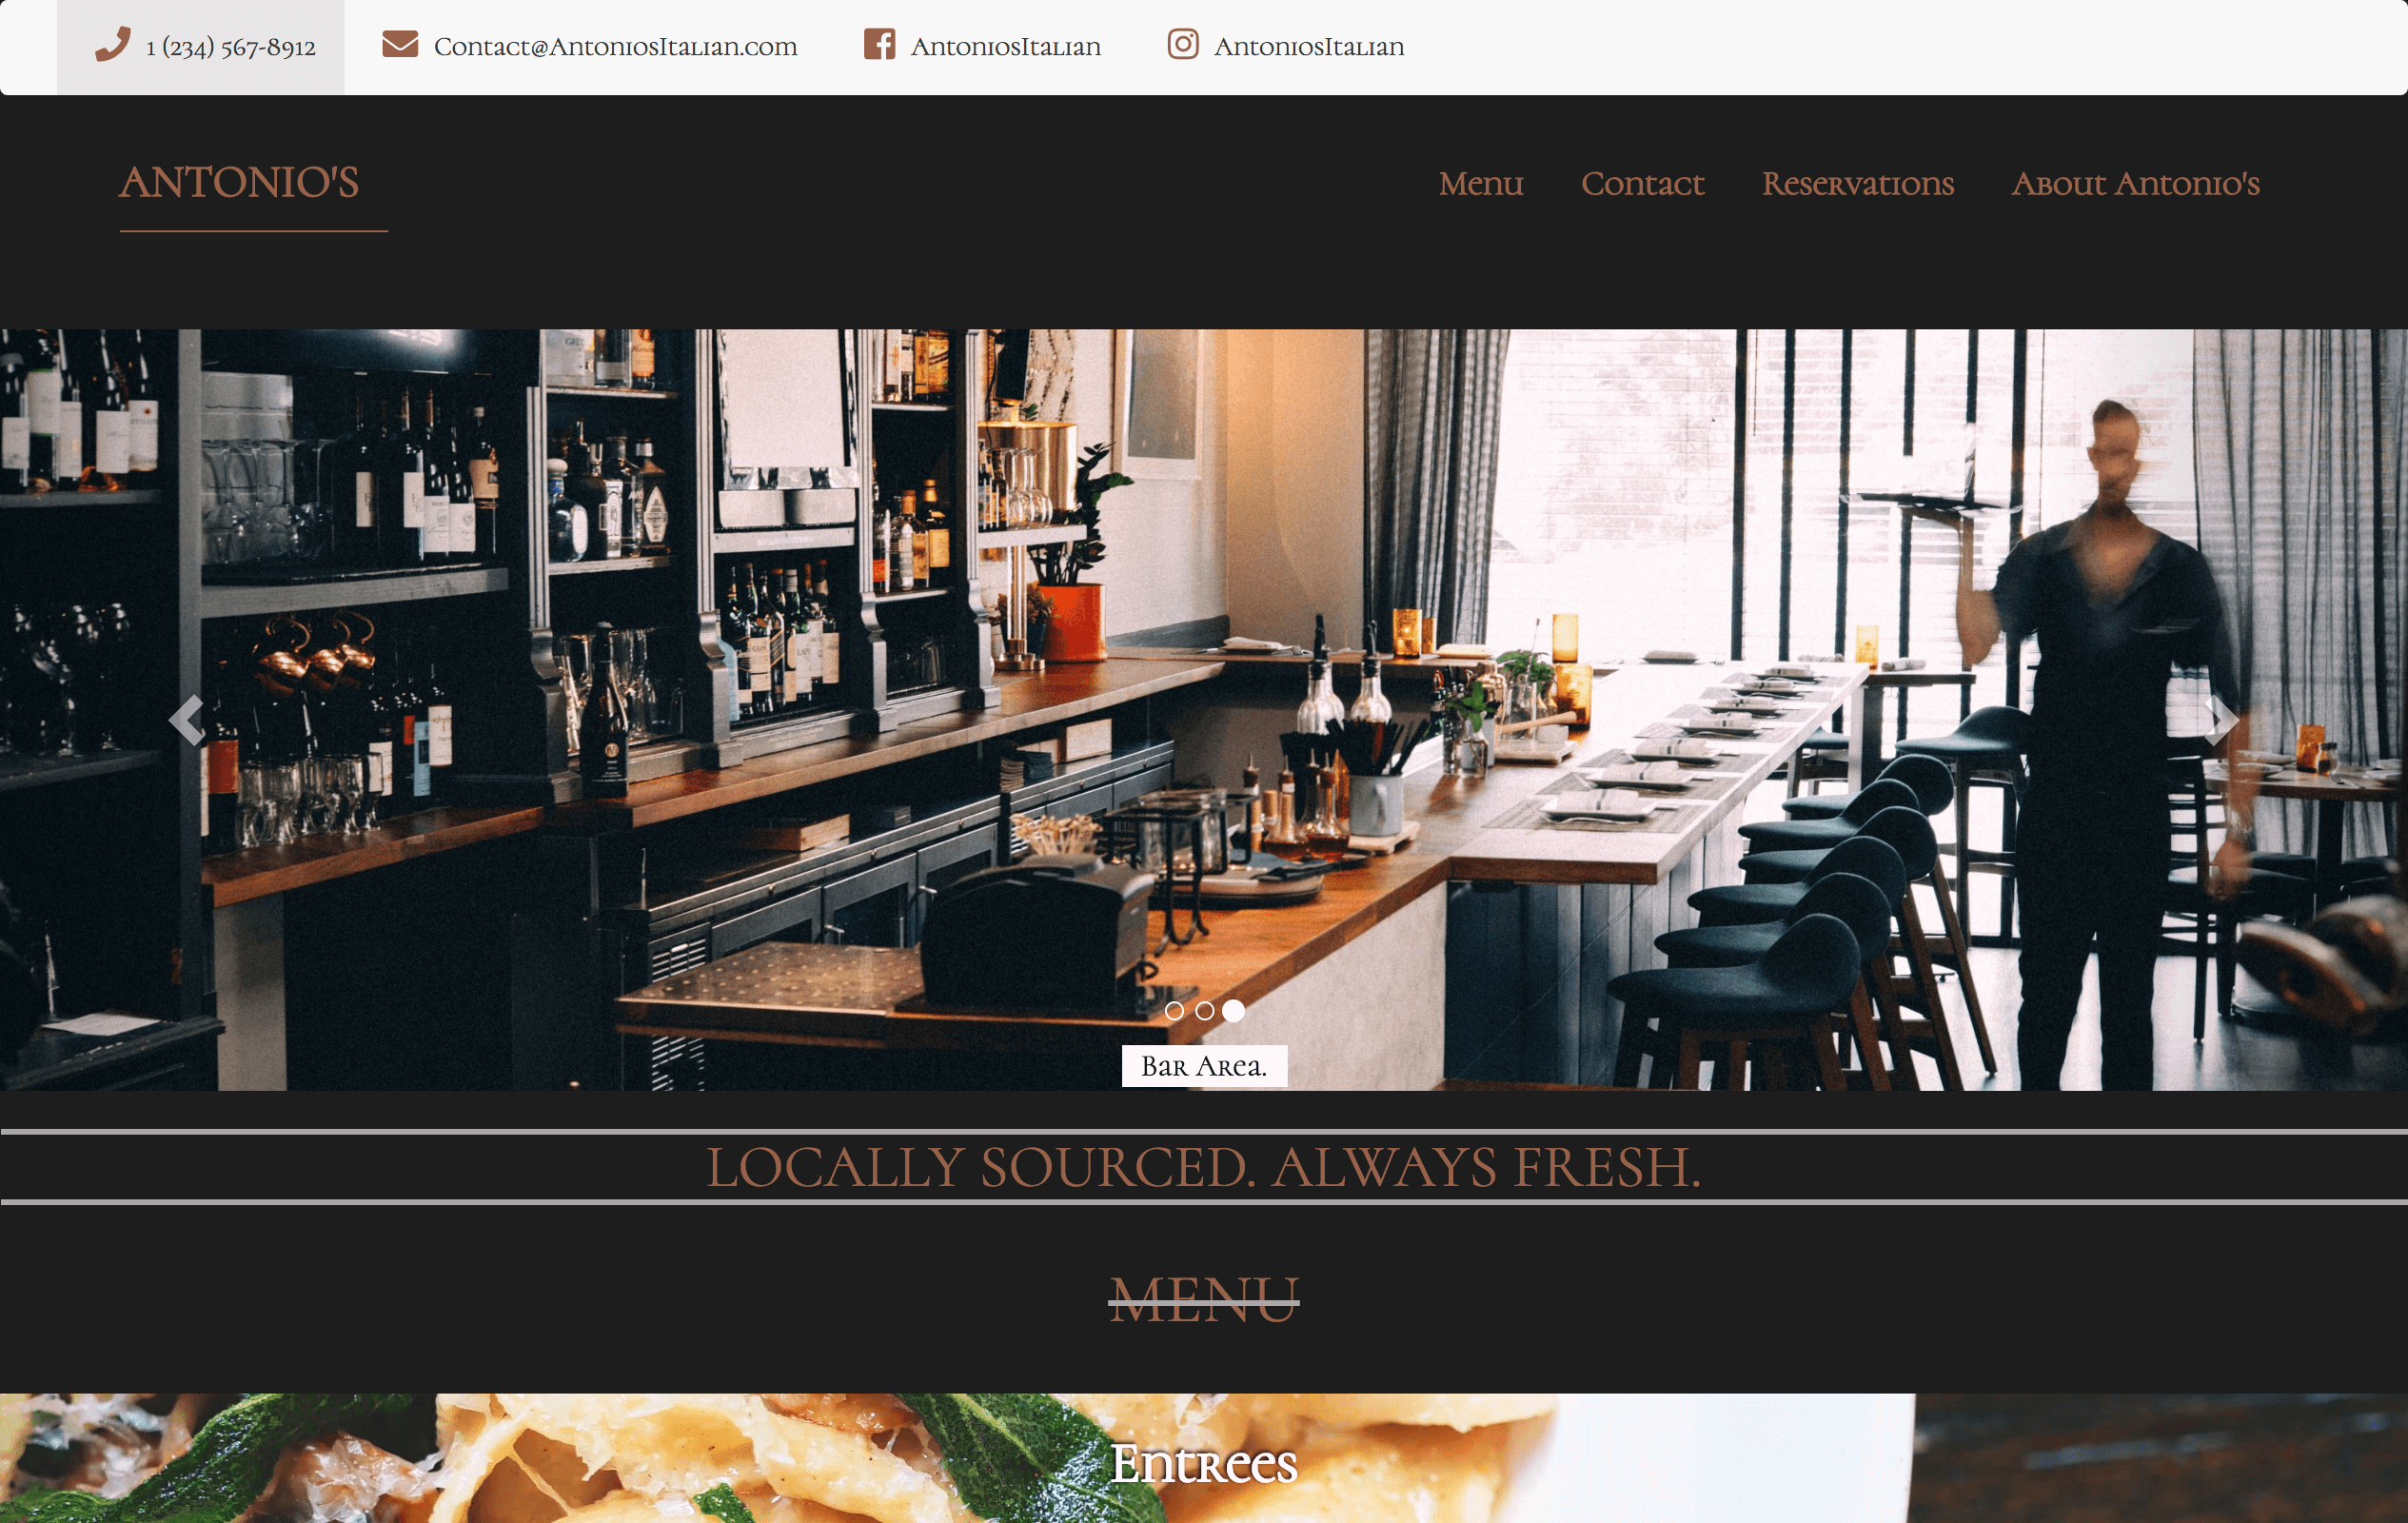 1 (234) 567-8912 Contact@AntoniosItalian.com AntoniosItalian AntoniosItalian
ANTONIO'S
Menu Contact Reservations About Antonio's
Bar Area.
LOCALLY SOURCED. ALWAYS FRESH.
MENU
Entrees